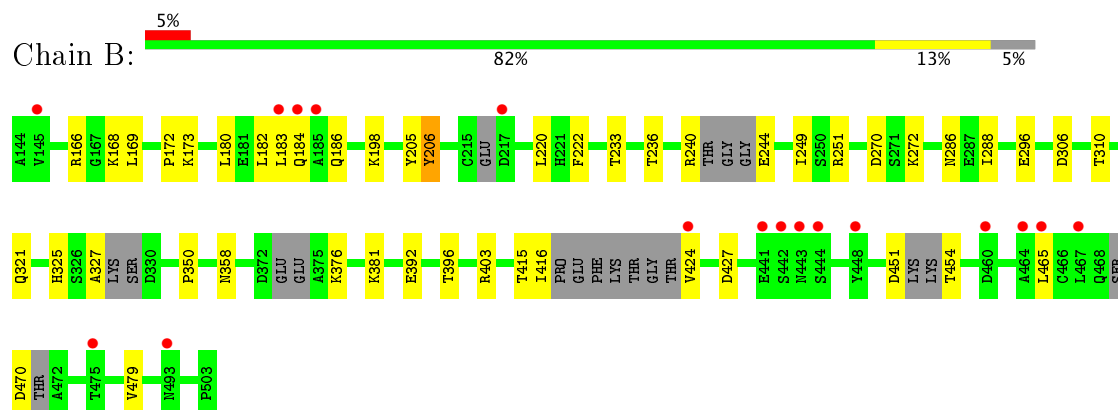 5%
Chain B:
82% 13% 5%
A144 V145 R166 G167 K168 L169 P172 K173 L180 E181 L182 L183 Q184 A185 Q186 K198 Y205 Y206 C215 GLU D217 L220 H221 F222 T233 T236 R240 THR GLY GLY E244 I249 S250 R251 D270 S271 K272 N286 E287 I288 E296 D306 T310
Q321 H325 S326 A327 LYS SER D330 P350 N358 D372 GLU GLU A375 K376 K381 E392 T396 R403 T415 I416 PRO GLU PHE LYS THR GLY THR V424 D427 E441 S442 N443 S444 Y448 D451 LYS LYS T454 D460 A464 L465 C466 L467 Q468 SER
D470 THR A472 T475 V479 N493 P503